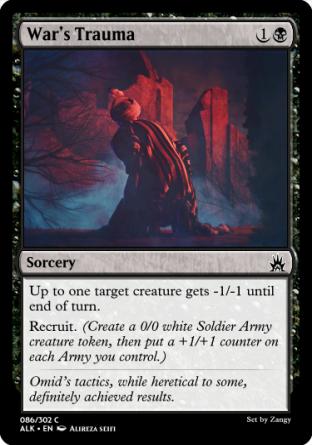 War's Trauma 1
Sorcery
Up to one target creature gets -1/-1 until
end of turn.
Recruit. (Create a 0/0 white Soldier Army
creature token, then put a +1/+1 counter on
each Army you control.)
Omid's tactics, while heretical to some,
definitely achieved results.
086/302 C
Set by Zangy
ALK • EN ALIREZA SEIFI